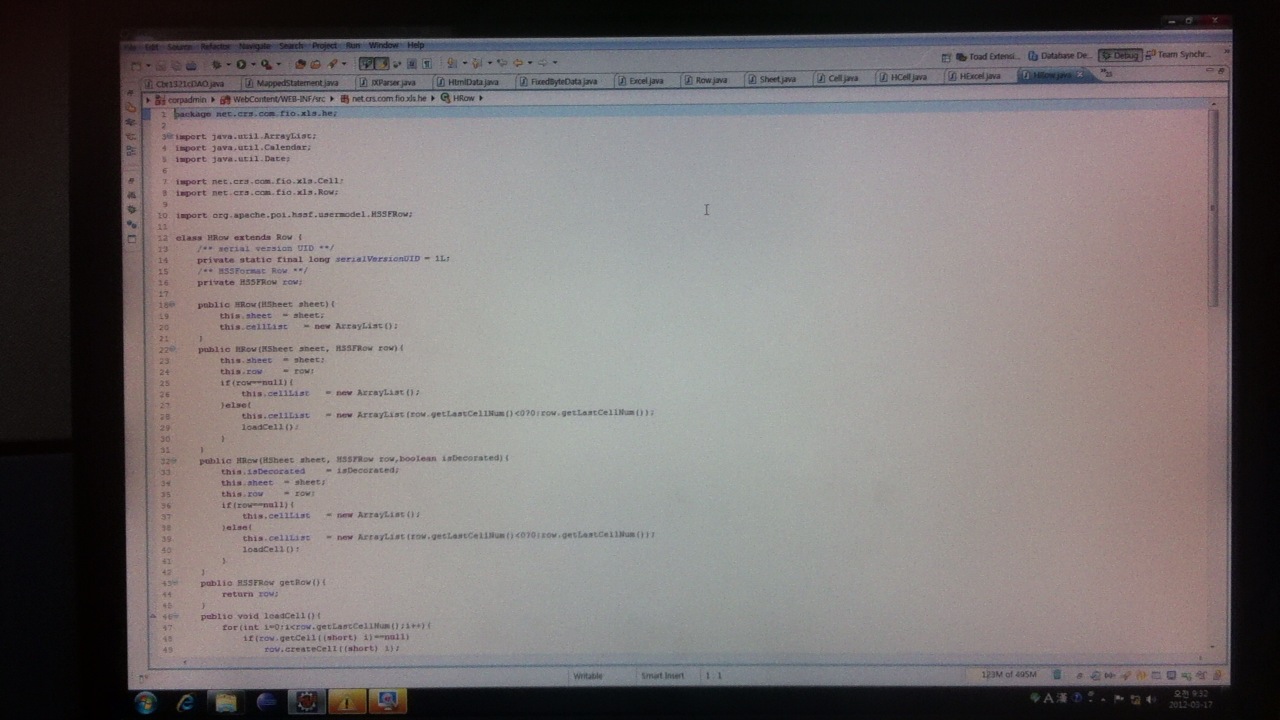 File Edit Source Refactor Navigate Search Project Run Window Help
Toad Extensi... Database De... Debug Team Synchr...
Cbr1321cDAO.java MappedStatement.java IXParser.java HtmlData.java FixedByteData.java Excel.java Row.java Sheet.java Cell.java HCell.java HExcel.java HRow.java
corpadmin WebContent/WEB-INF/src net.crs.com.fio.xls.he HRow
1 package net.crs.com.fio.xls.he;
2
3 import java.util.ArrayList;
4 import java.util.Calendar;
5 import java.util.Date;
6
7 import net.crs.com.fio.xls.Cell;
8 import net.crs.com.fio.xls.Row;
9
10 import org.apache.poi.hssf.usermodel.HSSFRow;
11
12 class HRow extends Row {
13 /** serial version UID **/
14 private static final long serialVersionUID = 1L;
15 /** HSSFormat Row **/
16 private HSSFRow row;
17
18 public HRow(HSheet sheet){
19 this.sheet = sheet;
20 this.cellList = new ArrayList();
21 }
22 public HRow(HSheet sheet, HSSFRow row){
23 this.sheet = sheet;
24 this.row = row;
25 if(row==null){
26 this.cellList = new ArrayList();
27 }else{
28 this.cellList = new ArrayList(row.getLastCellNum()<0?0:row.getLastCellNum());
29 loadCell();
30 }
31 }
32 public HRow(HSheet sheet, HSSFRow row,boolean isDecorated){
33 this.isDecorated = isDecorated;
34 this.sheet = sheet;
35 this.row = row;
36 if(row==null){
37 this.cellList = new ArrayList();
38 }else{
39 this.cellList = new ArrayList(row.getLastCellNum()<0?0:row.getLastCellNum());
40 loadCell();
41 }
42 }
43 public HSSFRow getRow(){
44 return row;
45 }
46 public void loadCell(){
47 for(int i=0;i<row.getLastCellNum();i++){
48 if(row.getCell((short) i)==null)
49 row.createCell((short) i);
Writable Smart Insert 1 : 1 123M of 495M
A 漢
오전 9:32
2012-03-17